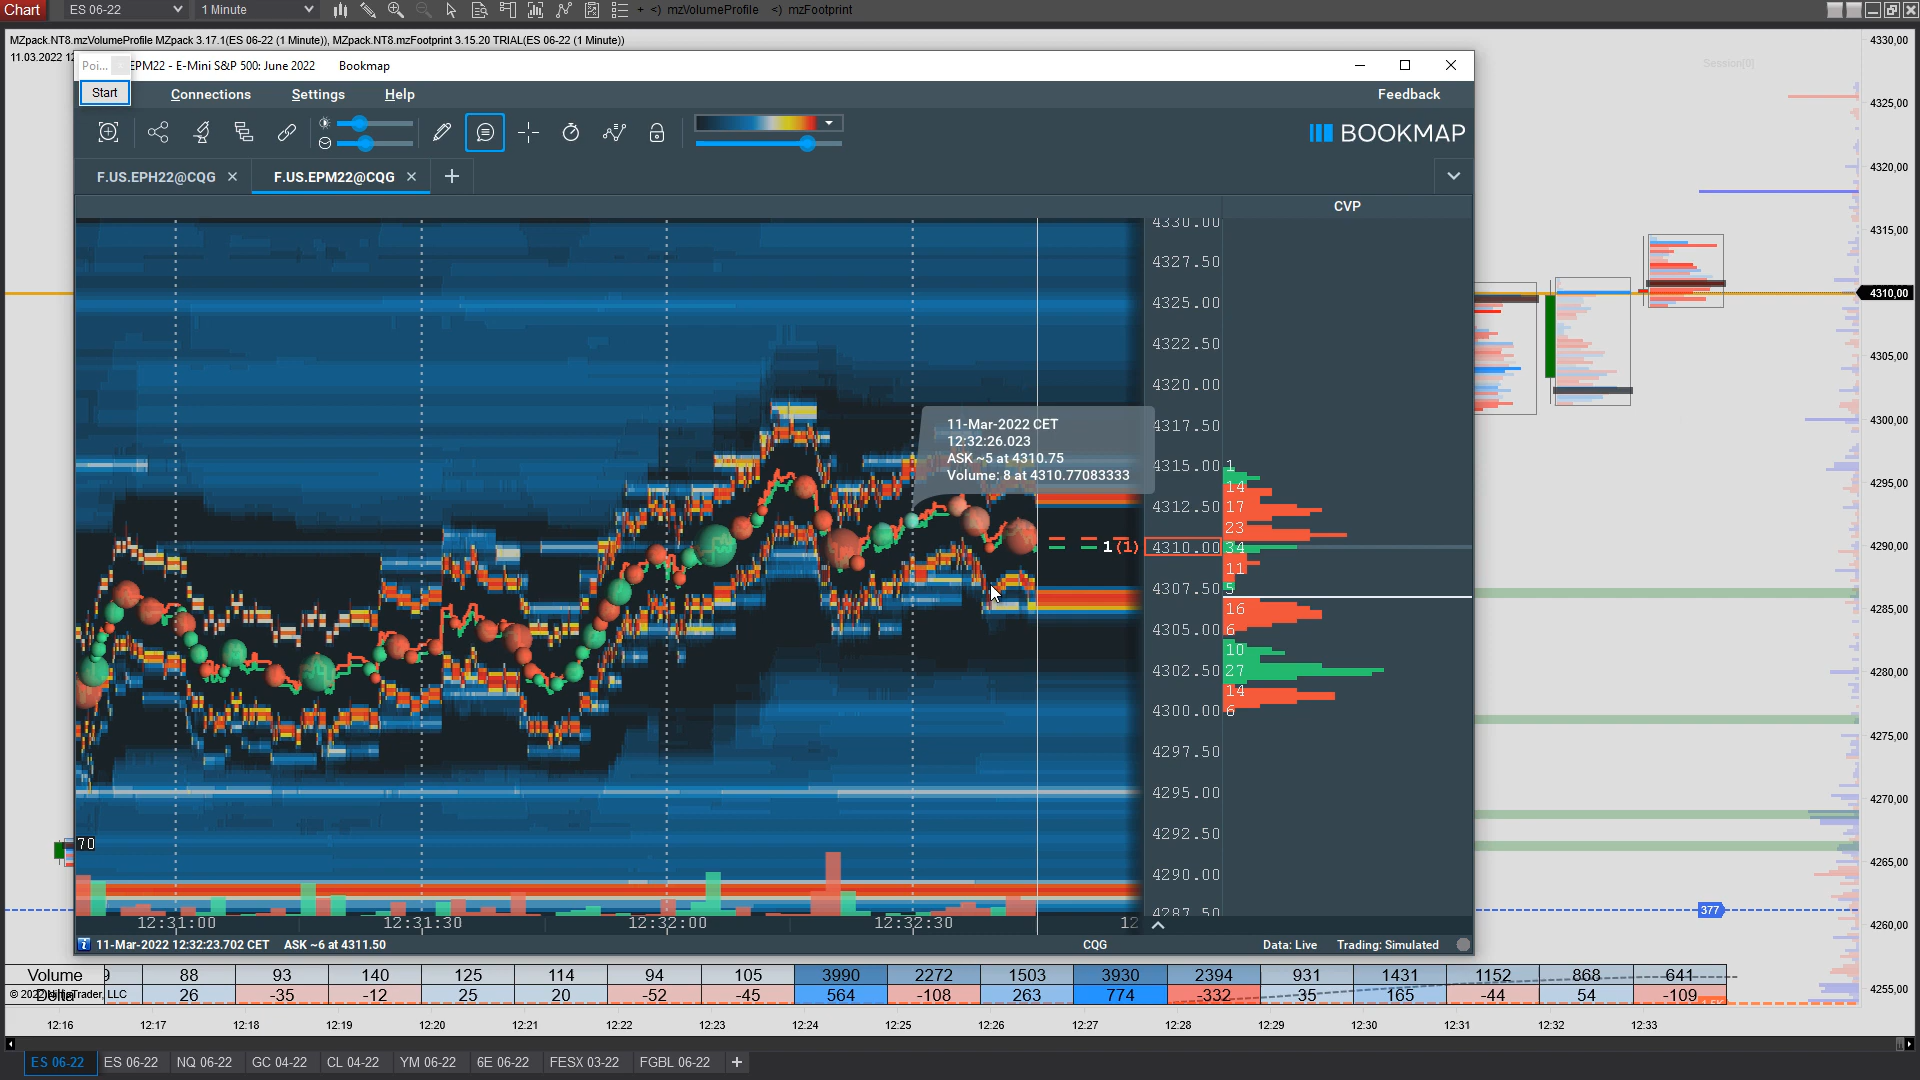 Chart ES 06-22 1 Minute + <> mzVolumeProfile <> mzFootprint
MZpack.NT8.mzVolumeProfile MZpack 3.17.1(ES 06-22 (1 Minute)), MZpack.NT8.mzFootprint 3.15.20 TRIAL(ES 06-22 (1 Minute))
11.03.2022
Session[0]
Poi... EPM22 - E-Mini S&P 500: June 2022 Bookmap
Start Connections Settings Help Feedback
BOOKMAP
F.US.EPH22@CQG F.US.EPM22@CQG +
CVP
4330.00
4327.50
4325.00
4322.50
4320.00
4317.50
4315.00 1
14
4312.50 17
23
4310.00 34
11
4307.50 5
16
4305.00 6
10
4302.50 27
14
4300.00 6
4297.50
4295.00
4292.50
4290.00
4287.50
11-Mar-2022 CET
12:32:26.023
ASK ~5 at 4310.75
Volume: 8 at 4310.77083333
1 (1)
70
12:31:00 12:31:30 12:32:00 12:32:30 12
11-Mar-2022 12:32:23.702 CET ASK ~6 at 4311.50 CQG Data: Live Trading: Simulated
4330,00
4325,00
4320,00
4315,00
4310,00
4305,00
4300,00
4295,00
4290,00
4285,00
4280,00
4275,00
4270,00
4265,00
4260,00
4255,00
377
Volume 9 88 93 140 125 114 94 105 3990 2272 1503 3930 2394 931 1431 1152 868 641
Delta 26 -35 -12 25 20 -52 -45 564 -108 263 774 -332 35 165 -44 54 -109
12:16 12:17 12:18 12:19 12:20 12:21 12:22 12:23 12:24 12:25 12:26 12:27 12:28 12:29 12:30 12:31 12:32 12:33
ES 06-22 ES 06-22 NQ 06-22 GC 04-22 CL 04-22 YM 06-22 6E 06-22 FESX 03-22 FGBL 06-22 +